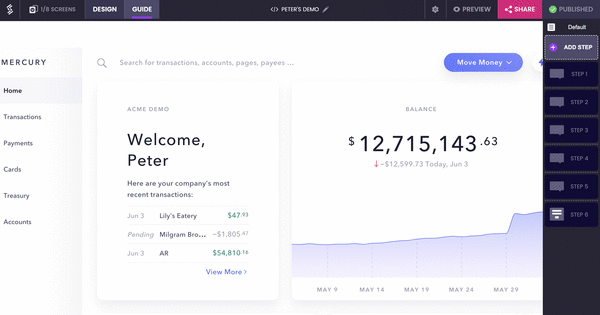 1/8 SCREENS
DESIGN
GUIDE
</> PETER'S DEMO
PREVIEW
SHARE
PUBLISHED
Default
ADD STEP
STEP 1
STEP 2
STEP 3
STEP 4
STEP 5
STEP 6
MERCURY
Search for transactions, accounts, pages, payees ...
Move Money
Home
Transactions
Payments
Cards
Treasury
Accounts
ACME DEMO
Welcome,
Peter
Here are your company's most
recent transactions:
Jun 3 Lily's Eatery $47.93
Pending Milgram Bro... −$1,805.47
Jun 3 AR $54,810.16
View More >
BALANCE
$12,715,143.63
↓ −$12,599.73 Today, Jun 3
MAY 9 MAY 14 MAY 19 MAY 24 MAY 29